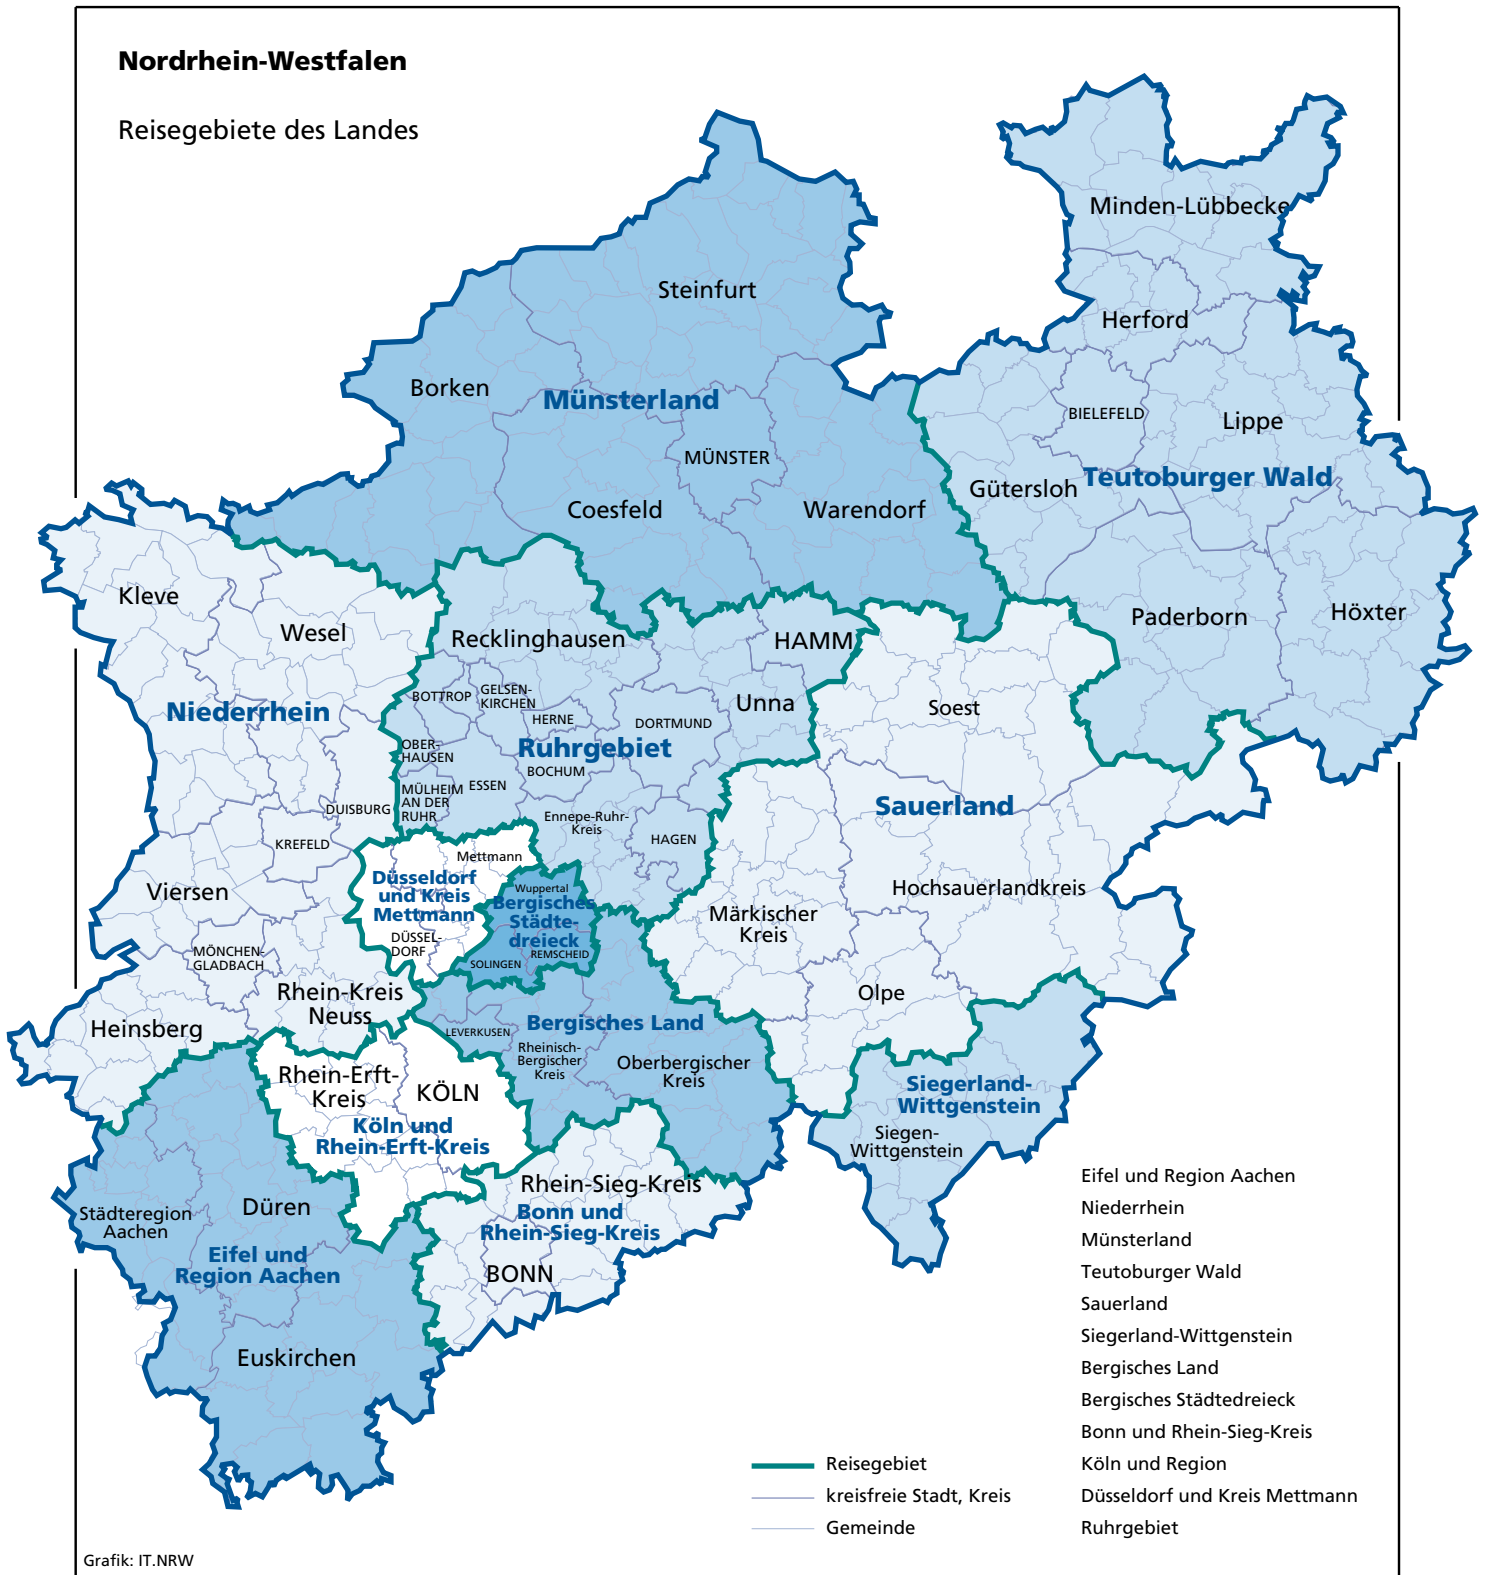 Nordrhein-Westfalen
Reisegebiete des Landes
Minden-Lübbecke
Steinfurt
Herford
Borken
Münsterland
BIELEFELD
Lippe
MÜNSTER
Teutoburger Wald
Gütersloh
Coesfeld
Warendorf
Kleve
Wesel
Recklinghausen
HAMM
Paderborn
Höxter
BOTTROP
GELSEN-
KIRCHEN
Unna
Soest
Niederrhein
HERNE
DORTMUND
OBER-
HAUSEN
Ruhrgebiet
BOCHUM
MÜLHEIM
AN DER
RUHR
ESSEN
DUISBURG
Ennepe-Ruhr-
Kreis
Sauerland
KREFELD
HAGEN
Mettmann
Viersen
Düsseldorf
und Kreis
Mettmann
Wuppertal
Bergisches
Städte-
dreieck
Hochsauerlandkreis
Märkischer
Kreis
DÜSSEL-
DORF
REMSCHEID
SOLINGEN
MÖNCHEN-
GLADBACH
Rhein-Kreis
Neuss
Olpe
Heinsberg
LEVERKUSEN
Bergisches Land
Rheinisch-
Bergischer
Kreis
Oberbergischer
Kreis
Rhein-Erft-
Kreis
KÖLN
Siegerland-
Wittgenstein
Köln und
Rhein-Erft-Kreis
Siegen-
Wittgenstein
Rhein-Sieg-Kreis
Bonn und
Rhein-Sieg-Kreis
Städteregion
Aachen
Düren
Eifel und
Region Aachen
BONN
Euskirchen
Eifel und Region Aachen
Niederrhein
Münsterland
Teutoburger Wald
Sauerland
Siegerland-Wittgenstein
Bergisches Land
Bergisches Städtedreieck
Bonn und Rhein-Sieg-Kreis
Köln und Region
Düsseldorf und Kreis Mettmann
Ruhrgebiet
Reisegebiet
kreisfreie Stadt, Kreis
Gemeinde
Grafik: IT.NRW